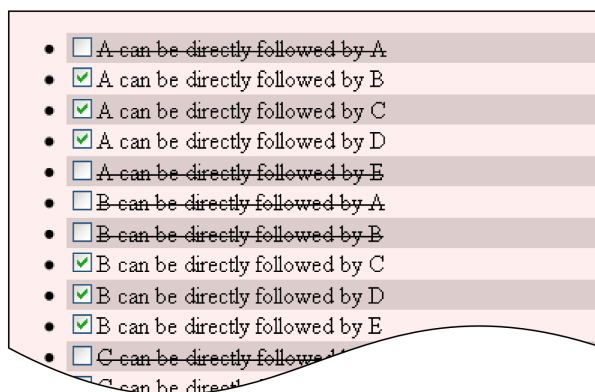 A can be directly followed by A
A can be directly followed by B
A can be directly followed by C
A can be directly followed by D
A can be directly followed by E
B can be directly followed by A
B can be directly followed by B
B can be directly followed by C
B can be directly followed by D
B can be directly followed by E
C can be directly followed
C can be